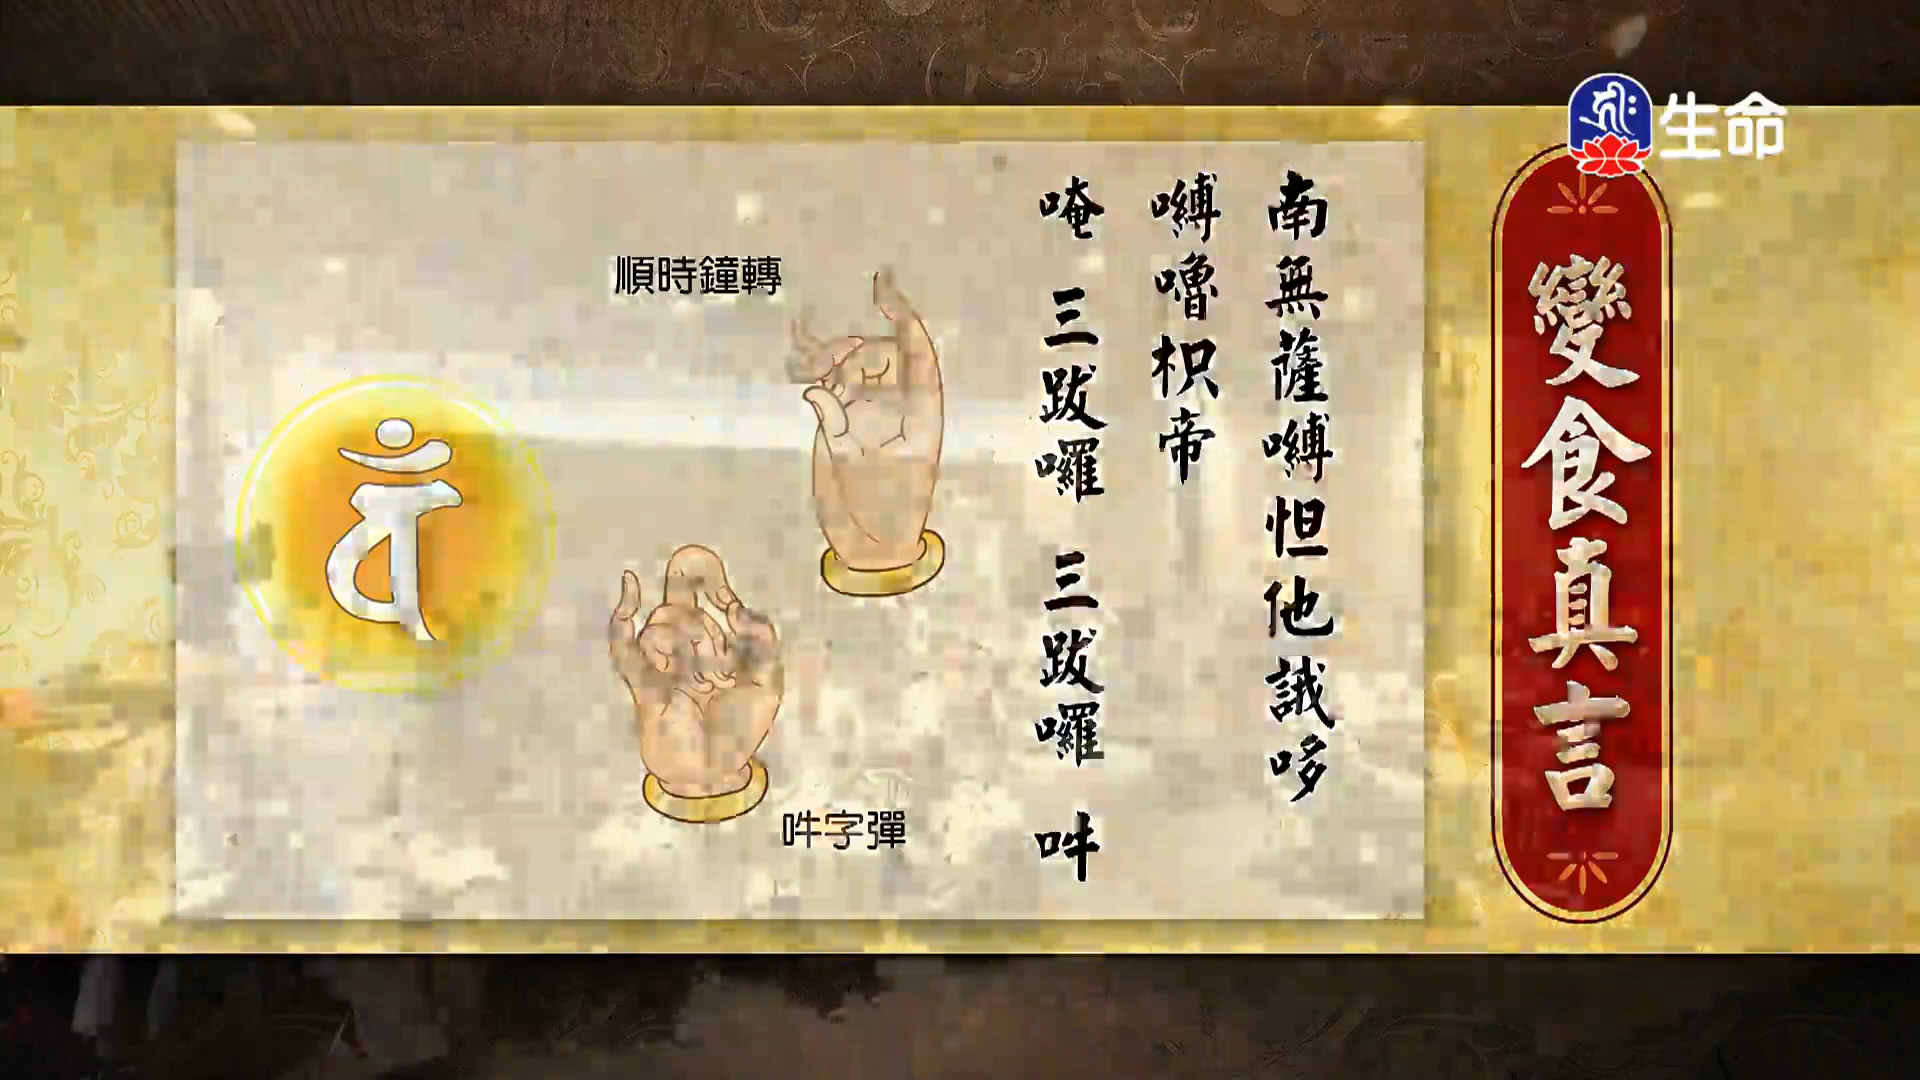 生命
變食真言
南無薩嚩怛他誐哆
嚩嚕枳帝
唵 三跋囉 三跋囉 吽
順時鐘轉
吽字彈